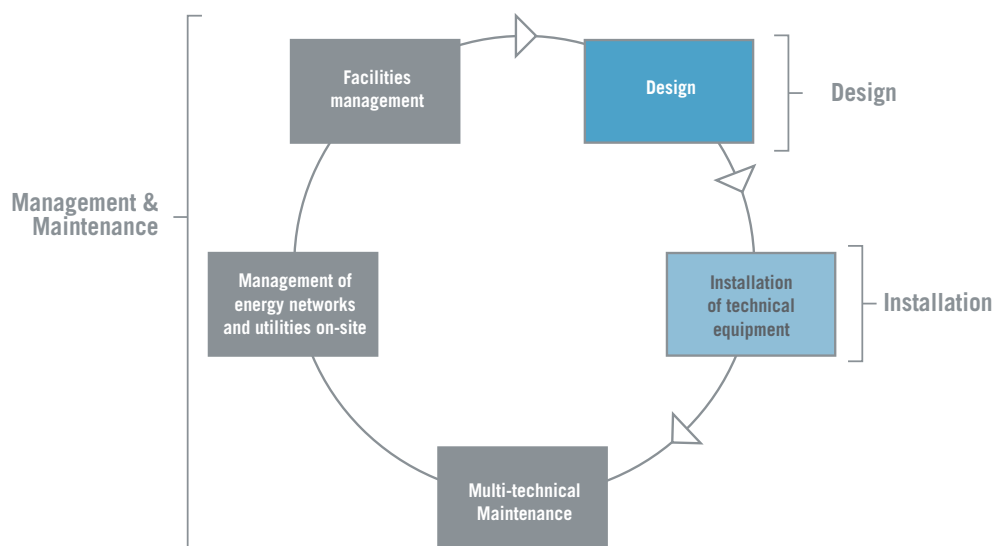 Facilities
management
Design
Design
Management &
Maintenance
Management of
energy networks
and utilities on-site
Installation
of technical
equipment
Installation
Multi-technical
Maintenance